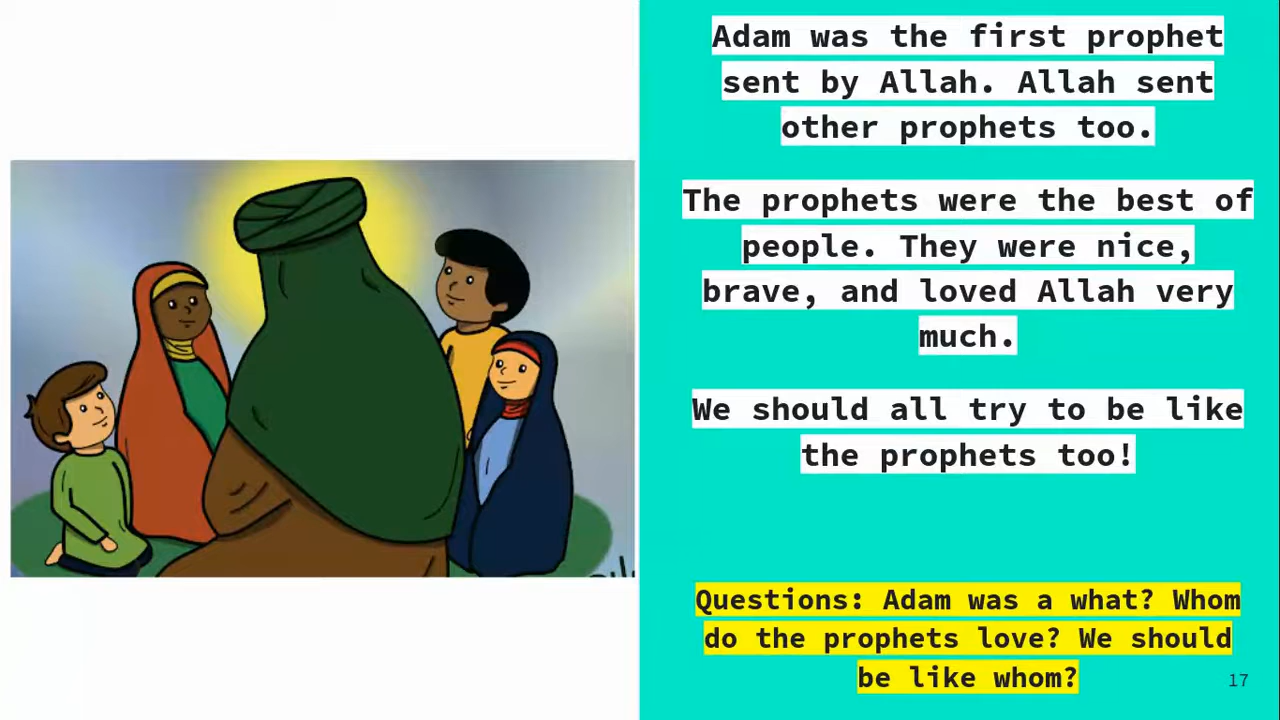 Adam was the first prophet
sent by Allah. Allah sent
other prophets too.
The prophets were the best of
people. They were nice,
brave, and loved Allah very
much.
We should all try to be like
the prophets too!
Questions: Adam was a what? Whom
do the prophets love? We should
be like whom?
17